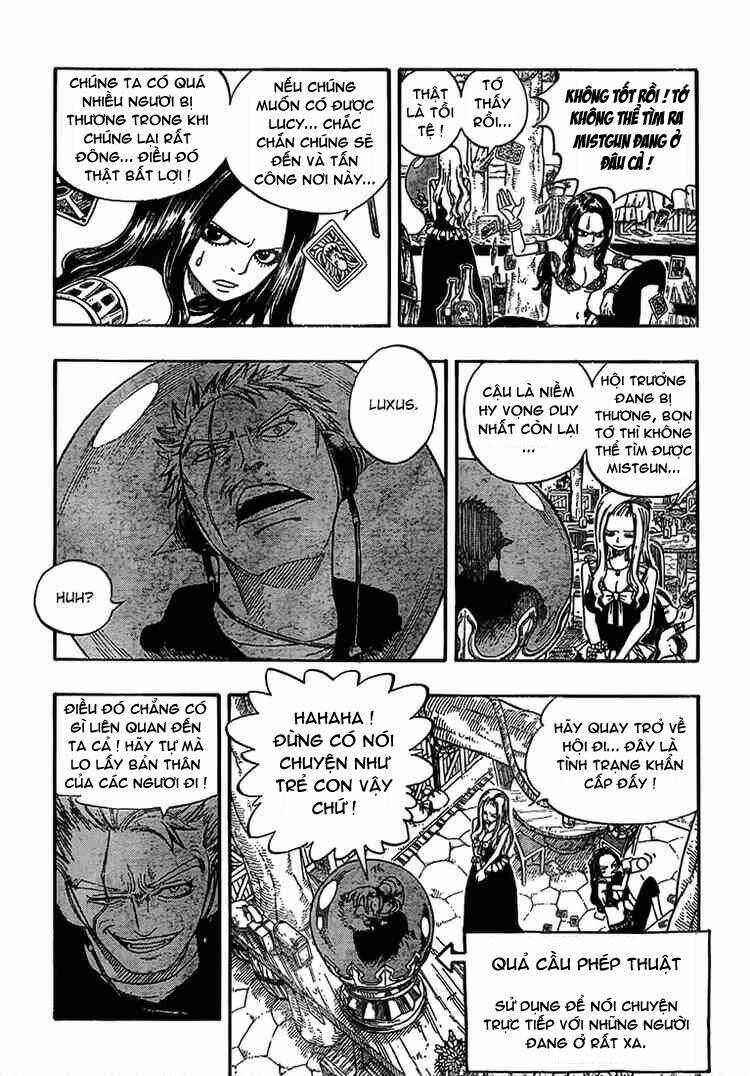 KHÔNG TỐT RỒI ! TỚ
KHÔNG THỂ TÌM RA
MISTGUN ĐANG Ở
ĐÂU CẢ !
TỚ
THẤY
RỒI...
THẬT
LÀ TỒI
TỆ !
NẾU CHÚNG
MUỐN CÓ ĐƯỢC
LUCY... CHẮC
CHẮN CHÚNG SẼ
ĐẾN VÀ TẤN
CÔNG NƠI NÀY...
CHÚNG TA CÓ QUÁ
NHIỀU NGƯƠI BỊ
THƯƠNG TRONG KHI
CHÚNG LẠI RẤT
ĐÔNG... ĐIỀU ĐÓ
THẬT BẤT LỢI !
HỘI TRƯỞNG
ĐANG BỊ
THƯƠNG, BỌN
TỚ THÌ KHÔNG
THỂ TÌM ĐƯỢC
MISTGUN...
CẬU LÀ NIỀM
HY VỌNG DUY
NHẤT CÒN LẠI
...
LUXUS.
HUH?
HÃY QUAY TRỞ VỀ
HỘI ĐI... ĐÂY LÀ
TÌNH TRẠNG KHẨN
CẤP ĐẤY !
HAHAHA !
ĐỪNG CÓ NÓI
CHUYỆN NHƯ
TRẺ CON VẬY
CHỨ !
QUẢ CẦU PHÉP THUẬT
SỬ DỤNG ĐỂ NÓI CHUYỆN
TRỰC TIẾP VỚI NHỮNG NGƯỜI
ĐANG Ở RẤT XA.
ĐIỀU ĐÓ CHẲNG CÓ
GÌ LIÊN QUAN ĐẾN
TA CẢ ! HÃY TỰ MÀ
LO LẤY BẢN THÂN
CỦA CÁC NGƯƠI ĐI !